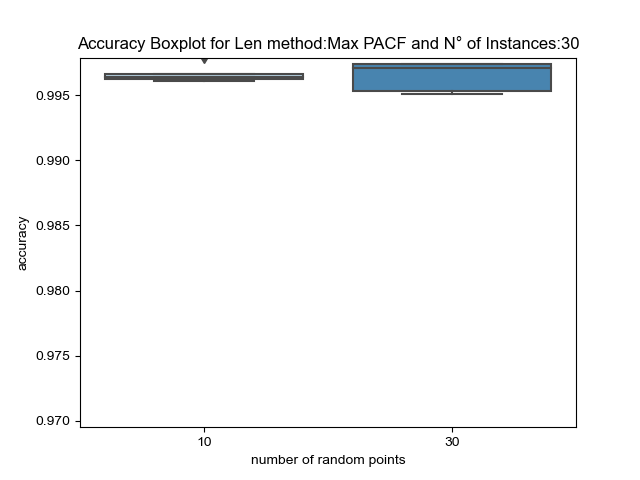 Accuracy Boxplot for Len method:Max PACF and N° of Instances:30
0.995
0.990
0.985
0.980
0.975
0.970
accuracy
10
30
number of random points